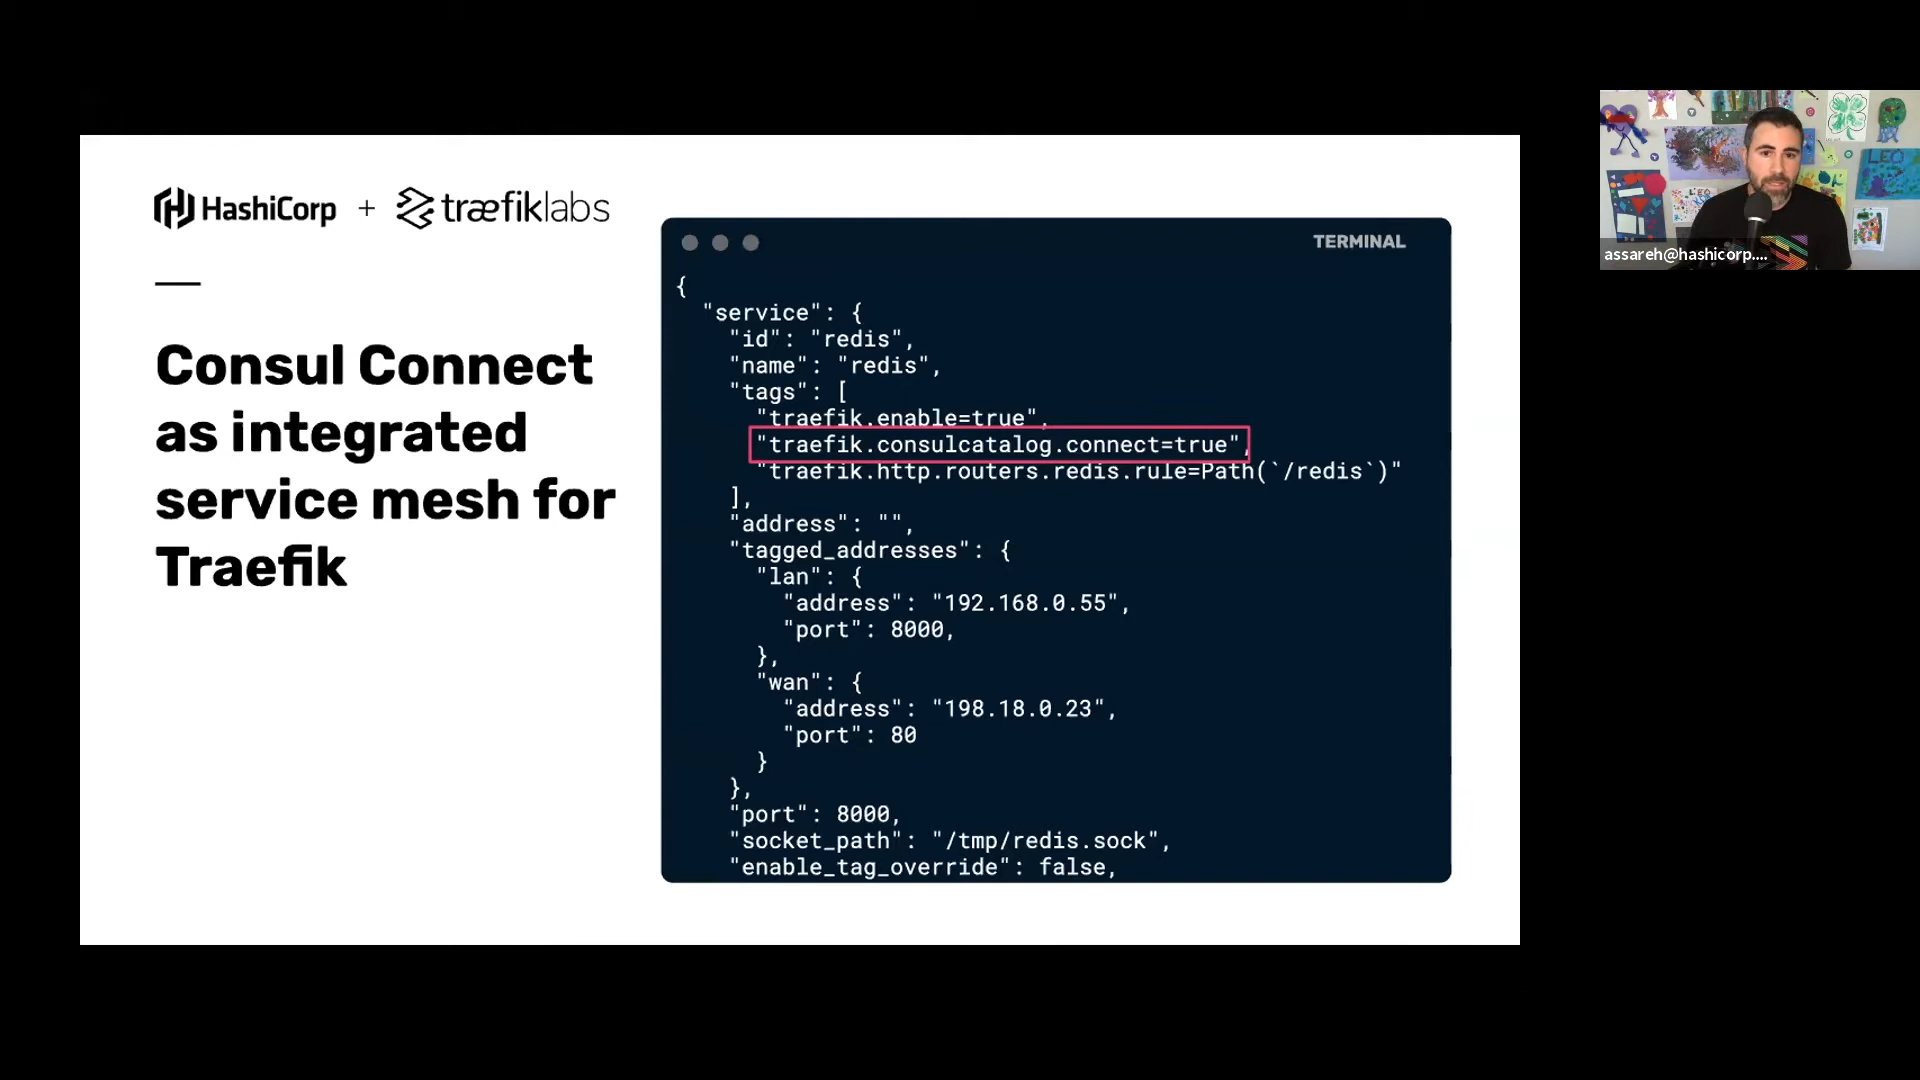 HashiCorp + træfiklabs
Consul Connect
as integrated
service mesh for
Traefik
TERMINAL
{
"service": {
"id": "redis",
"name": "redis",
"tags": [
"traefik.enable=true",
"traefik.consulcatalog.connect=true",
"traefik.http.routers.redis.rule=Path(`/redis`)"
],
"address": "",
"tagged_addresses": {
"lan": {
"address": "192.168.0.55",
"port": 8000,
},
"wan": {
"address": "198.18.0.23",
"port": 80
}
},
"port": 8000,
"socket_path": "/tmp/redis.sock",
"enable_tag_override": false,
LEO
LEO
assareh@hashicorp....